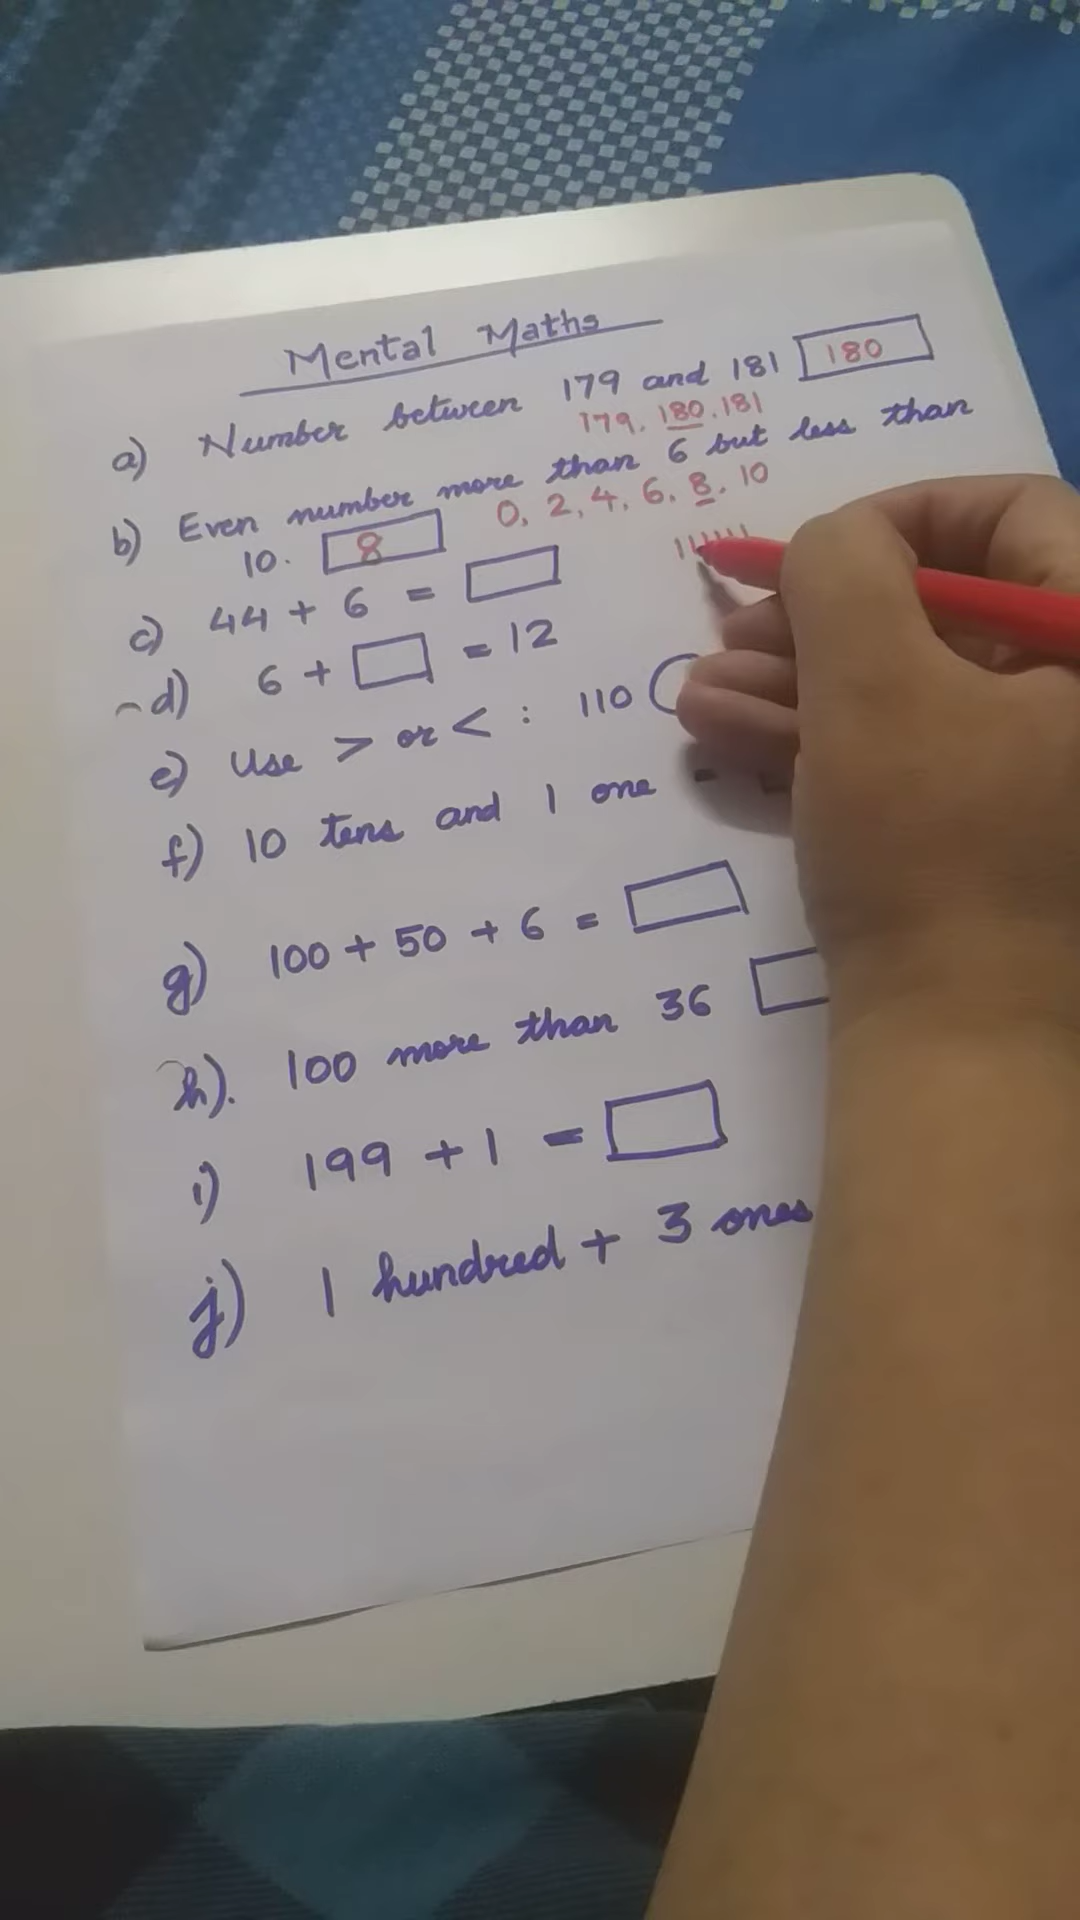 Mental Maths
a) Number between 179 and 181 180
179, 180, 181
b) Even number more than 6 but less than
10. 8
0, 2, 4, 6, 8, 10
c) 44 + 6 =
d) 6 + = 12
e) Use > or < : 110
f) 10 tens and 1 one =
g) 100 + 50 + 6 =
h). 100 more than 36
i) 199 + 1 =
j) 1 hundred + 3 ones